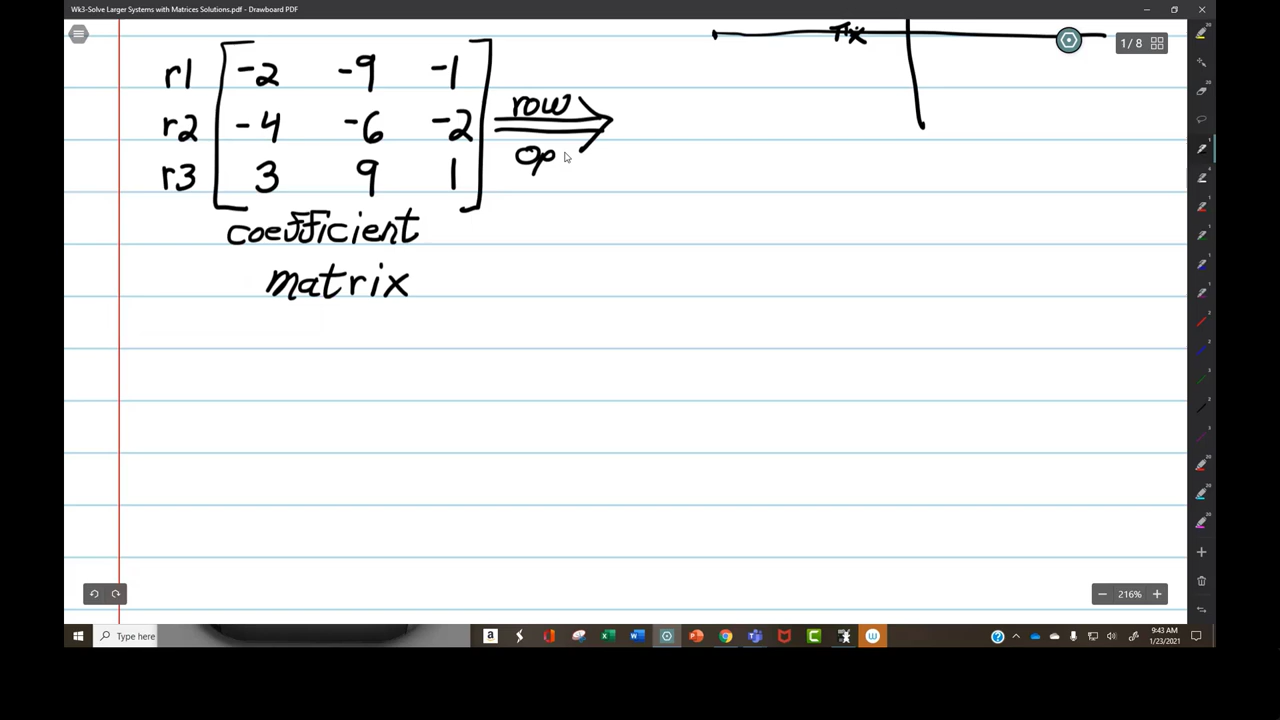 Wk3-Solve Larger Systems with Matrices Solutions.pdf - Drawboard PDF
1/8
r1 -2 -9 -1
r2 -4 -6 -2
r3 3 9 1
row
Op
coefficient
matrix
216%
Type here
9:43 AM
1/23/2021